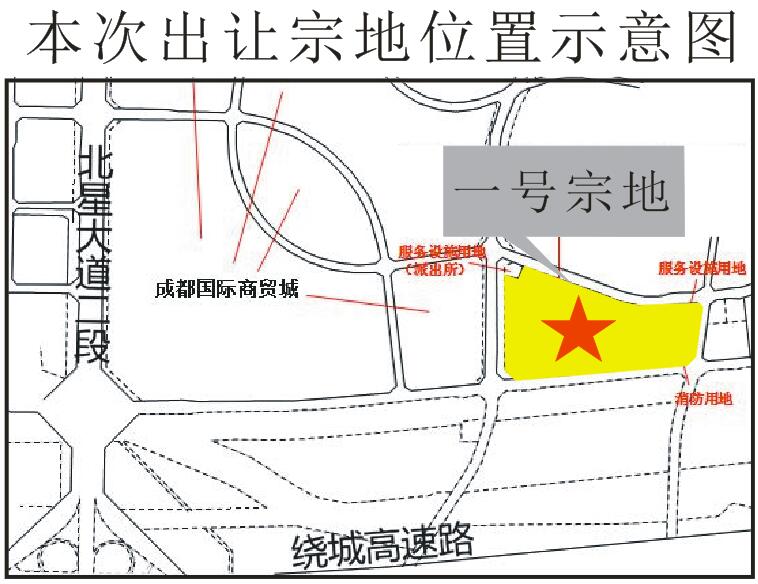 本次出让宗地位置示意图
一号宗地
北星大道二段
服务设施用地
（派出所）
服务设施用地
成都国际商贸城
消防用地
绕城高速路